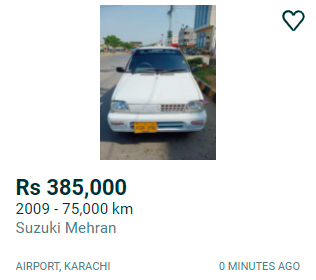 Rs 385,000
2009 - 75,000 km
Suzuki Mehran
AIRPORT, KARACHI
0 MINUTES AGO